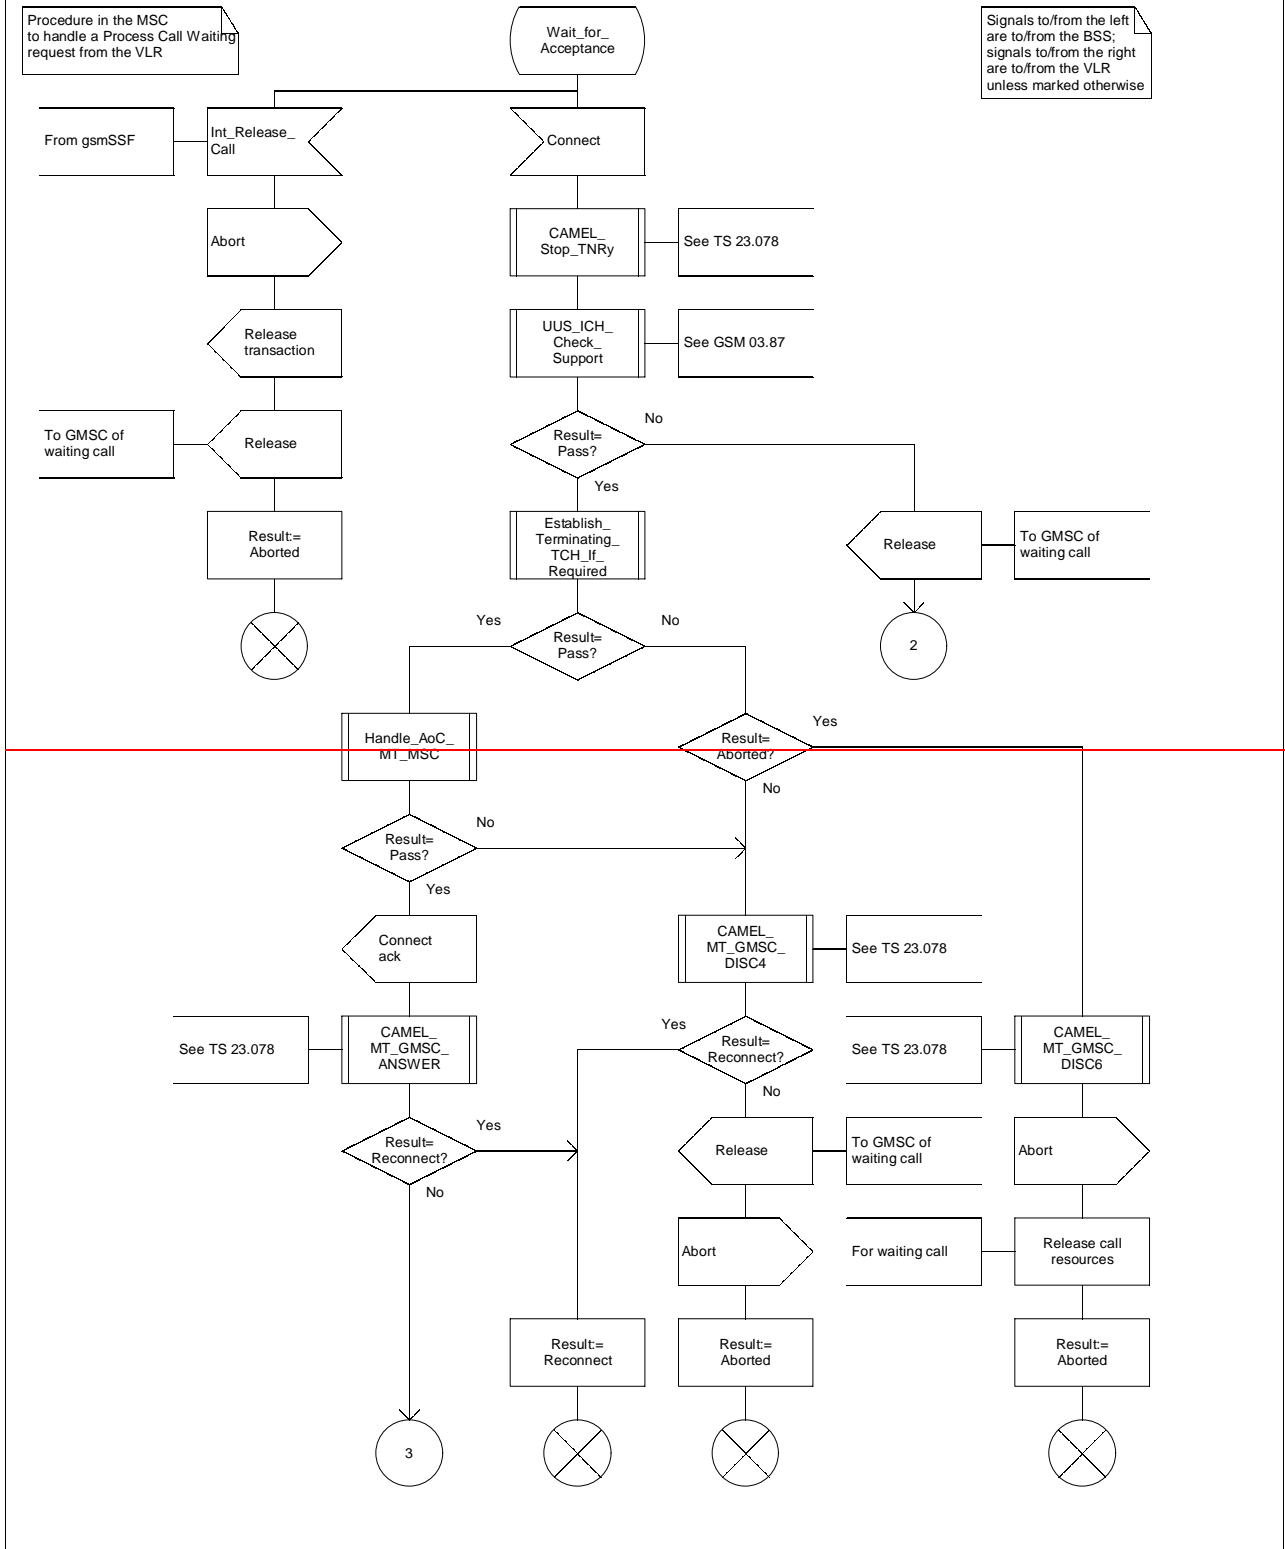 Procedure in the MSC
to handle a Process Call Waiting
request from the VLR
Wait_for_
Acceptance
Signals to/from the left
are to/from the BSS;
signals to/from the right
are to/from the VLR
unless marked otherwise
From gsmSSF
Int_Release_
Call
Connect
Abort
CAMEL_
Stop_TNRy
See TS 23.078
Release
transaction
UUS_ICH_
Check_
Support
See GSM 03.87
To GMSC of
waiting call
Release
Result=
Pass?
No
Yes
Result:=
Aborted
Establish_
Terminating_
TCH_If_
Required
Release
To GMSC of
waiting call
Yes
Result=
Pass?
No
2
Handle_AoC_
MT_MSC
Result=
Aborted?
Yes
No
Result=
Pass?
No
Yes
Connect
ack
CAMEL_
MT_GMSC_
DISC4
See TS 23.078
See TS 23.078
CAMEL_
MT_GMSC_
ANSWER
Yes
Result=
Reconnect?
No
See TS 23.078
CAMEL_
MT_GMSC_
DISC6
Result=
Reconnect?
Yes
No
Release
To GMSC of
waiting call
Abort
Abort
For waiting call
Release call
resources
Result:=
Reconnect
Result:=
Aborted
Result:=
Aborted
3